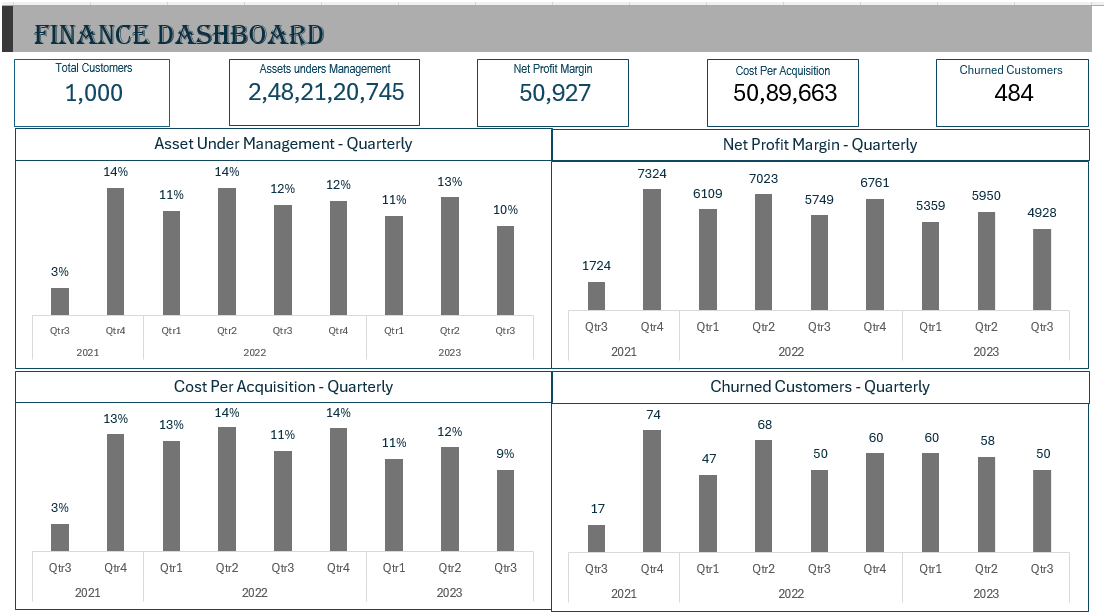 FINANCE DASHBOARD
Total Customers
1,000
Assets unders Management
2,48,21,20,745
Net Profit Margin
50,927
Cost Per Acquisition
50,89,663
Churned Customers
484
Asset Under Management - Quarterly
3% 14% 11% 14% 12% 12% 11% 13% 10%
Qtr3 Qtr4 Qtr1 Qtr2 Qtr3 Qtr4 Qtr1 Qtr2 Qtr3
2021 2022 2023
Net Profit Margin - Quarterly
1724 7324 6109 7023 5749 6761 5359 5950 4928
Qtr3 Qtr4 Qtr1 Qtr2 Qtr3 Qtr4 Qtr1 Qtr2 Qtr3
2021 2022 2023
Cost Per Acquisition - Quarterly
3% 13% 13% 14% 11% 14% 11% 12% 9%
Qtr3 Qtr4 Qtr1 Qtr2 Qtr3 Qtr4 Qtr1 Qtr2 Qtr3
2021 2022 2023
Churned Customers - Quarterly
17 74 47 68 50 60 60 58 50
Qtr3 Qtr4 Qtr1 Qtr2 Qtr3 Qtr4 Qtr1 Qtr2 Qtr3
2021 2022 2023